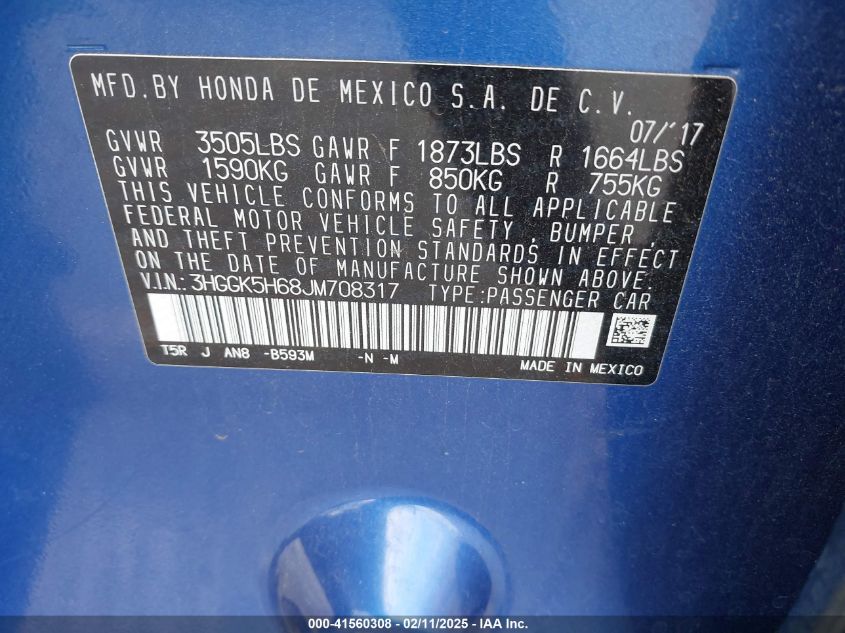 MFD.BY HONDA DE MEXICO S.A. DE C.V.
07/'17
GVWR 3505LBS GAWR F 1873LBS R 1664LBS
GVWR 1590KG GAWR F 850KG R 755KG
THIS VEHICLE CONFORMS TO ALL APPLICABLE
FEDERAL MOTOR VEHICLE SAFETY, BUMPER,
AND THEFT PREVENTION STANDARDS IN EFFECT
ON THE DATE OF MANUFACTURE SHOWN ABOVE.
V.I.N.:3HGGK5H68JM708317 TYPE:PASSENGER CAR
T5R J AN8 -B593M -N -M
MADE IN MEXICO
000-41560308 - 02/11/2025 - IAA Inc.